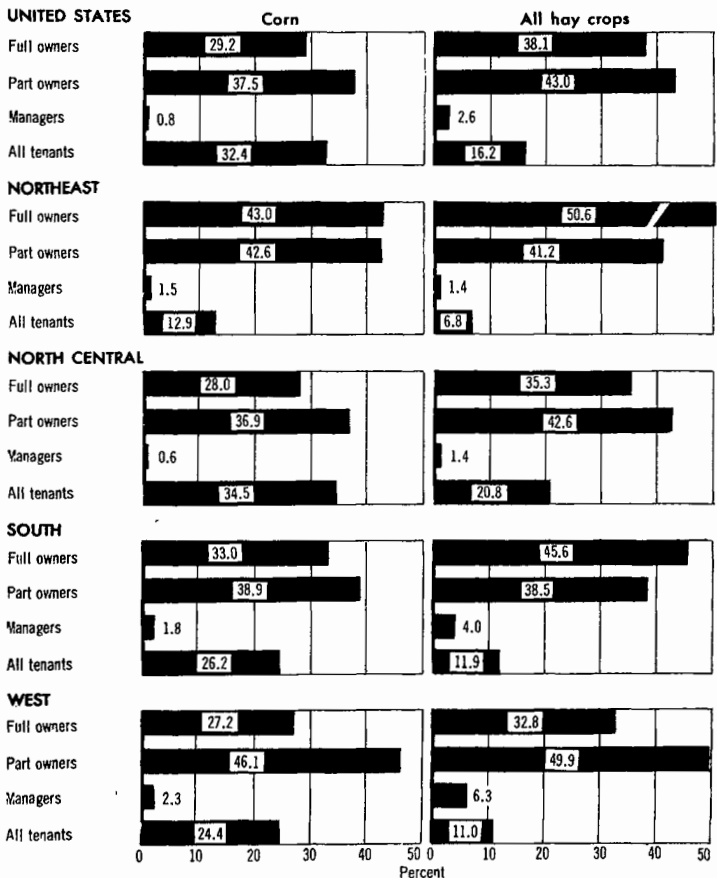 UNITED STATES Corn All hay crops
Full owners 29.2 38.1
Part owners 37.5 43.0
Managers 0.8 2.6
All tenants 32.4 16.2
NORTHEAST
Full owners 43.0 50.6
Part owners 42.6 41.2
Managers 1.5 1.4
All tenants 12.9 6.8
NORTH CENTRAL
Full owners 28.0 35.3
Part owners 36.9 42.6
Managers 0.6 1.4
All tenants 34.5 20.8
SOUTH
Full owners 33.0 45.6
Part owners 38.9 38.5
Managers 1.8 4.0
All tenants 26.2 11.9
WEST
Full owners 27.2 32.8
Part owners 46.1 49.9
Managers 2.3 6.3
All tenants 24.4 11.0
0 10 20 30 40 50 0 10 20 30 40 50
Percent